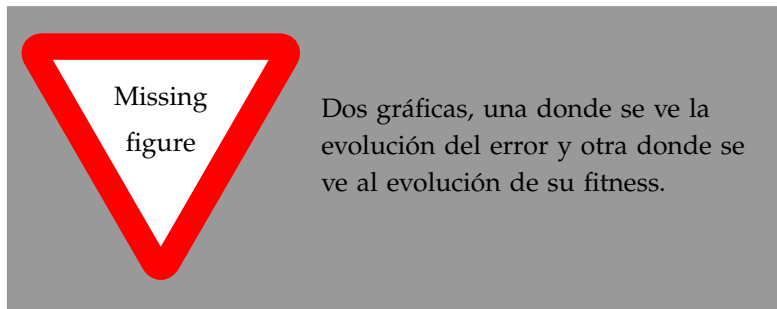 Missing
figure
Dos gráficas, una donde se ve la
evolución del error y otra donde se
ve al evolución de su fitness.